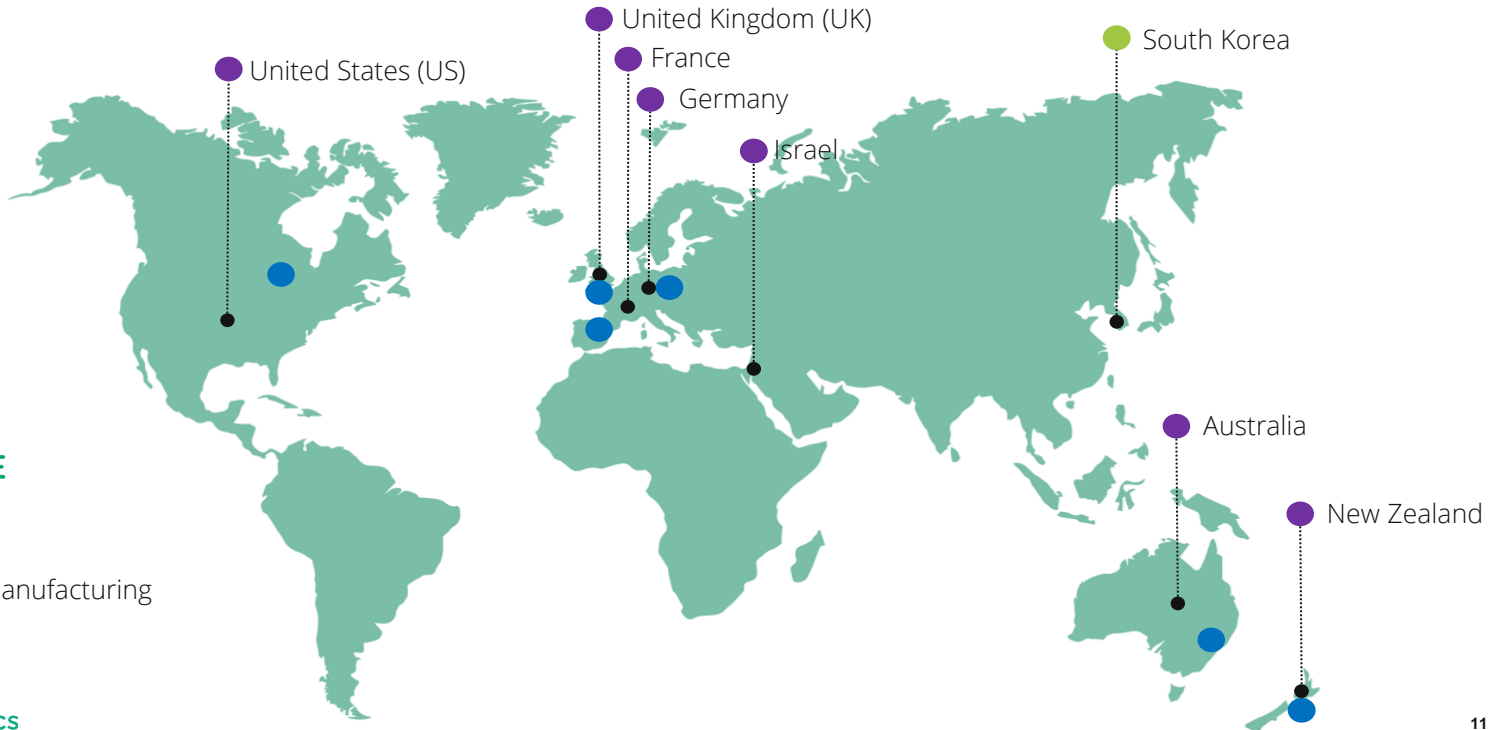 United Kingdom (UK)
South Korea
France
United States (US)
Germany
Israel
Australia
E
New Zealand
anufacturing
cs
11